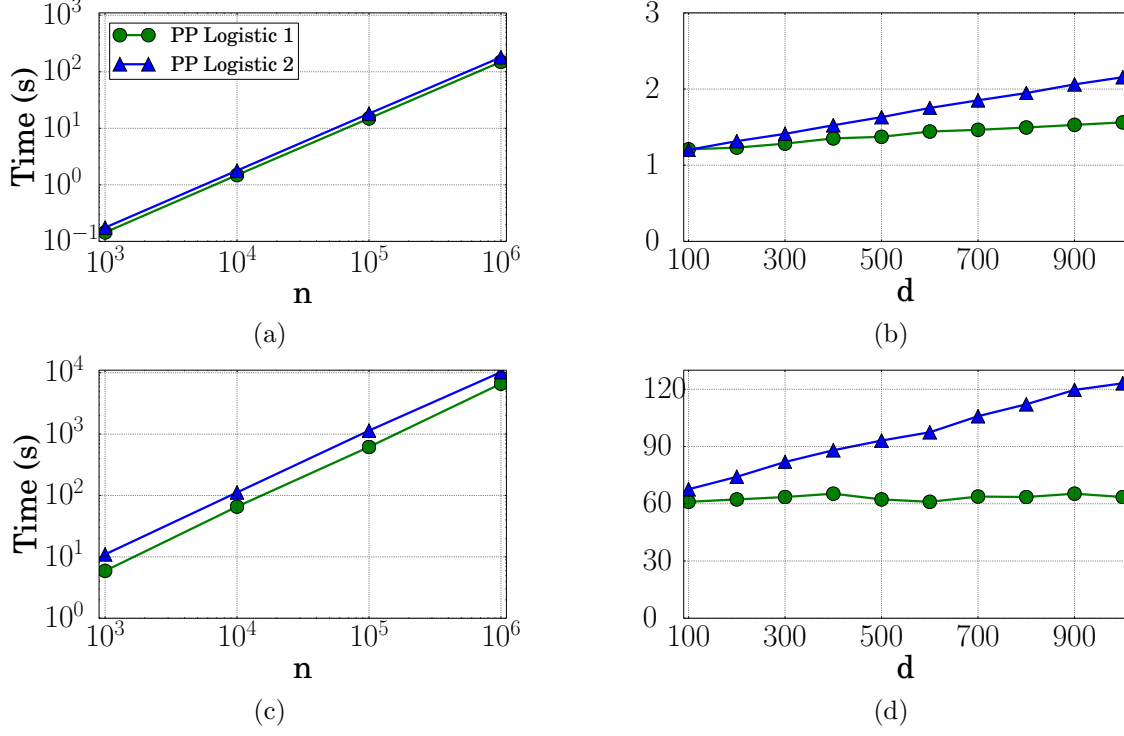 PP Logistic 1
PP Logistic 2
Time (s)
10^3
10^2
10^1
10^0
10^−1
10^3 10^4 10^5 10^6
n
(a)
3
2
1
0
100 300 500 700 900
d
(b)
Time (s)
10^4
10^3
10^2
10^1
10^0
10^3 10^4 10^5 10^6
n
(c)
120
90
60
30
0
100 300 500 700 900
d
(d)